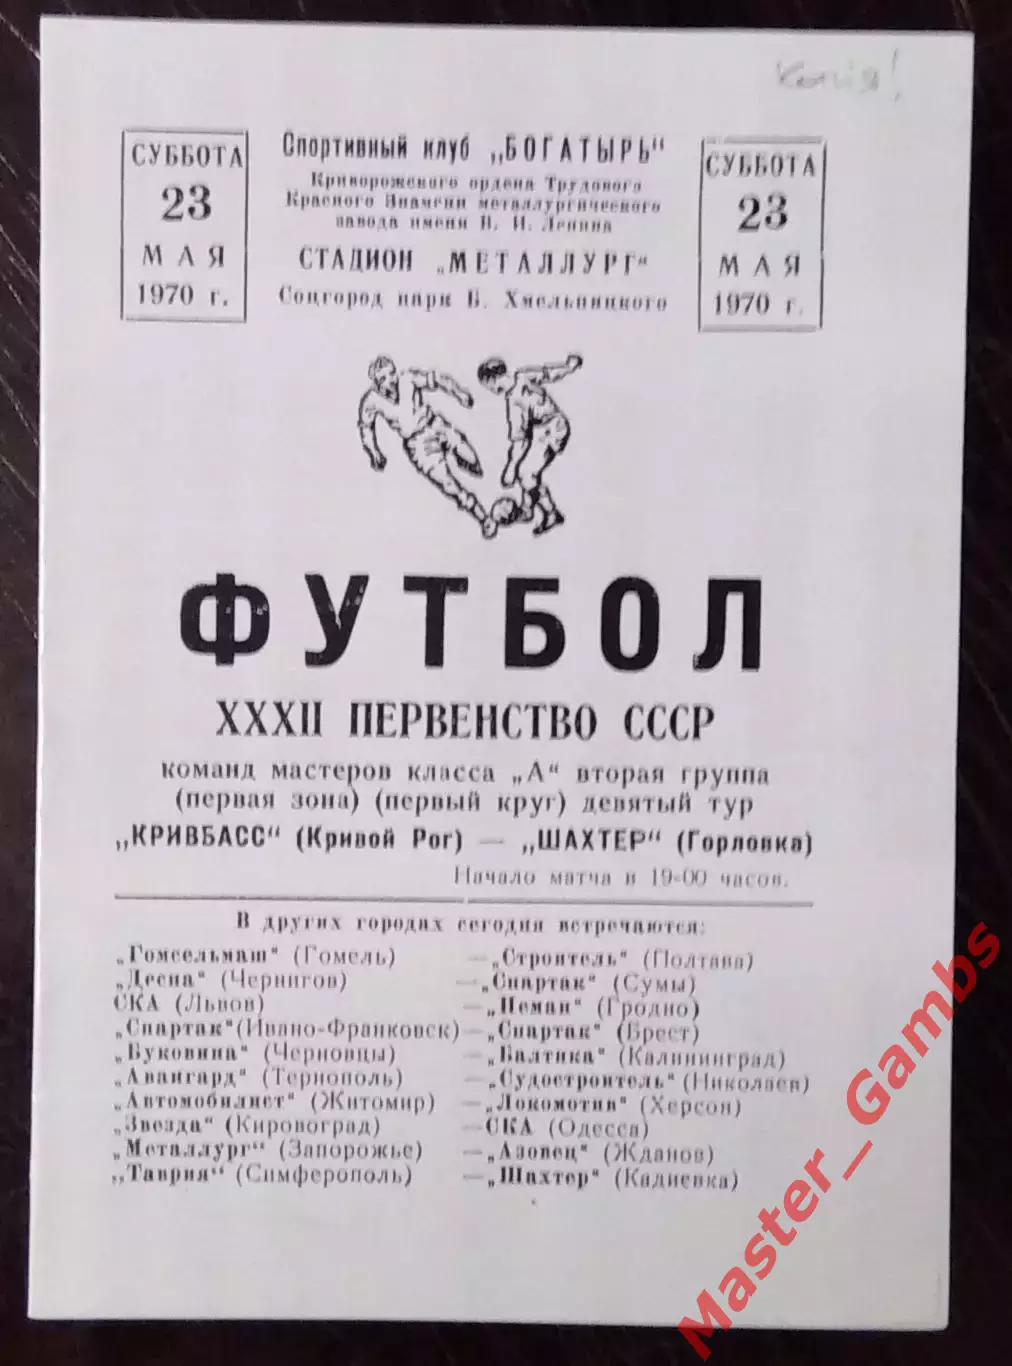 Копія!
СУББОТА
23
МАЯ
1970 г.
Спортивный клуб „БОГАТЫРЬ"
Криворожского ордена Трудового
Красного Знамени металлургического
завода имени В. И. Ленина
СТАДИОН „МЕТАЛЛУРГ"
Соцгород парк Б. Хмельницкого
СУББОТА
23
МАЯ
1970 г.
ФУТБОЛ
XXXII ПЕРВЕНСТВО СССР
команд мастеров класса „А" вторая группа
(первая зона) (первый круг) девятый тур
„КРИВБАСС" (Кривой Рог) — „ШАХТЕР" (Горловка)
Начало матча в 19-00 часов.
В других городах сегодня встречаются:
„Гомсельмаш" (Гомель) — „Строитель" (Полтава)
„Десна" (Чернигов) — „Спартак" (Сумы)
СКА (Львов) — „Неман" (Гродно)
„Спартак"(Ивано-Франковск) — „Спартак" (Брест)
„Буковина" (Черновцы) — „Балтика" (Калининград)
„Авангард" (Тернополь) — „Судостроитель" (Николаев)
„Автомобилист" (Житомир) — „Локомотив" (Херсон)
„Звезда" (Кировоград) — СКА (Одесса)
„Металлург" (Запорожье) — „Азовец" (Жданов)
„Таврия" (Симферополь) — „Шахтер" (Кадиевка)
Master_Gambs